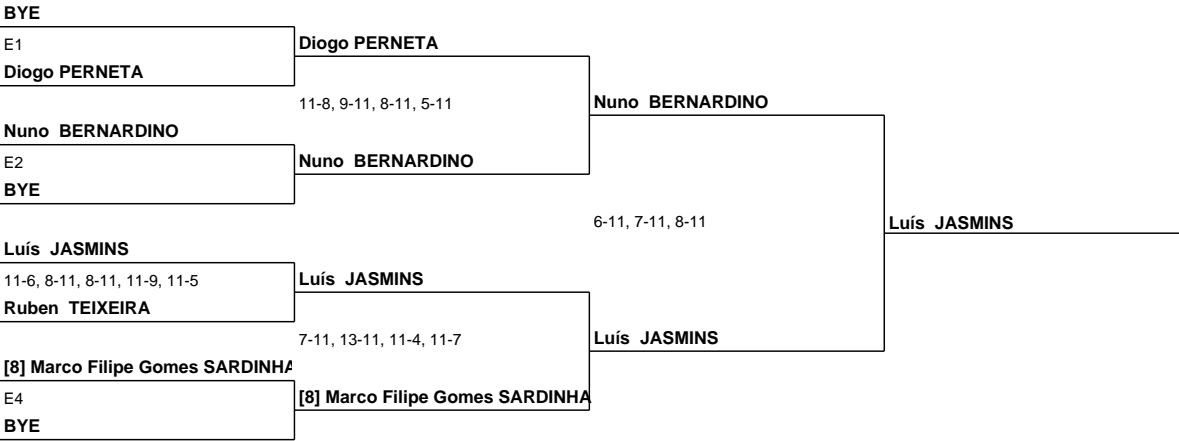 BYE
E1
Diogo PERNETA
Diogo PERNETA
11-8, 9-11, 8-11, 5-11
Nuno BERNARDINO
Nuno BERNARDINO
E2
Nuno BERNARDINO
BYE
6-11, 7-11, 8-11
Luís JASMINS
Luís JASMINS
11-6, 8-11, 8-11, 11-9, 11-5
Luís JASMINS
Ruben TEIXEIRA
7-11, 13-11, 11-4, 11-7
Luís JASMINS
[8] Marco Filipe Gomes SARDINHA
E4
[8] Marco Filipe Gomes SARDINHA
BYE